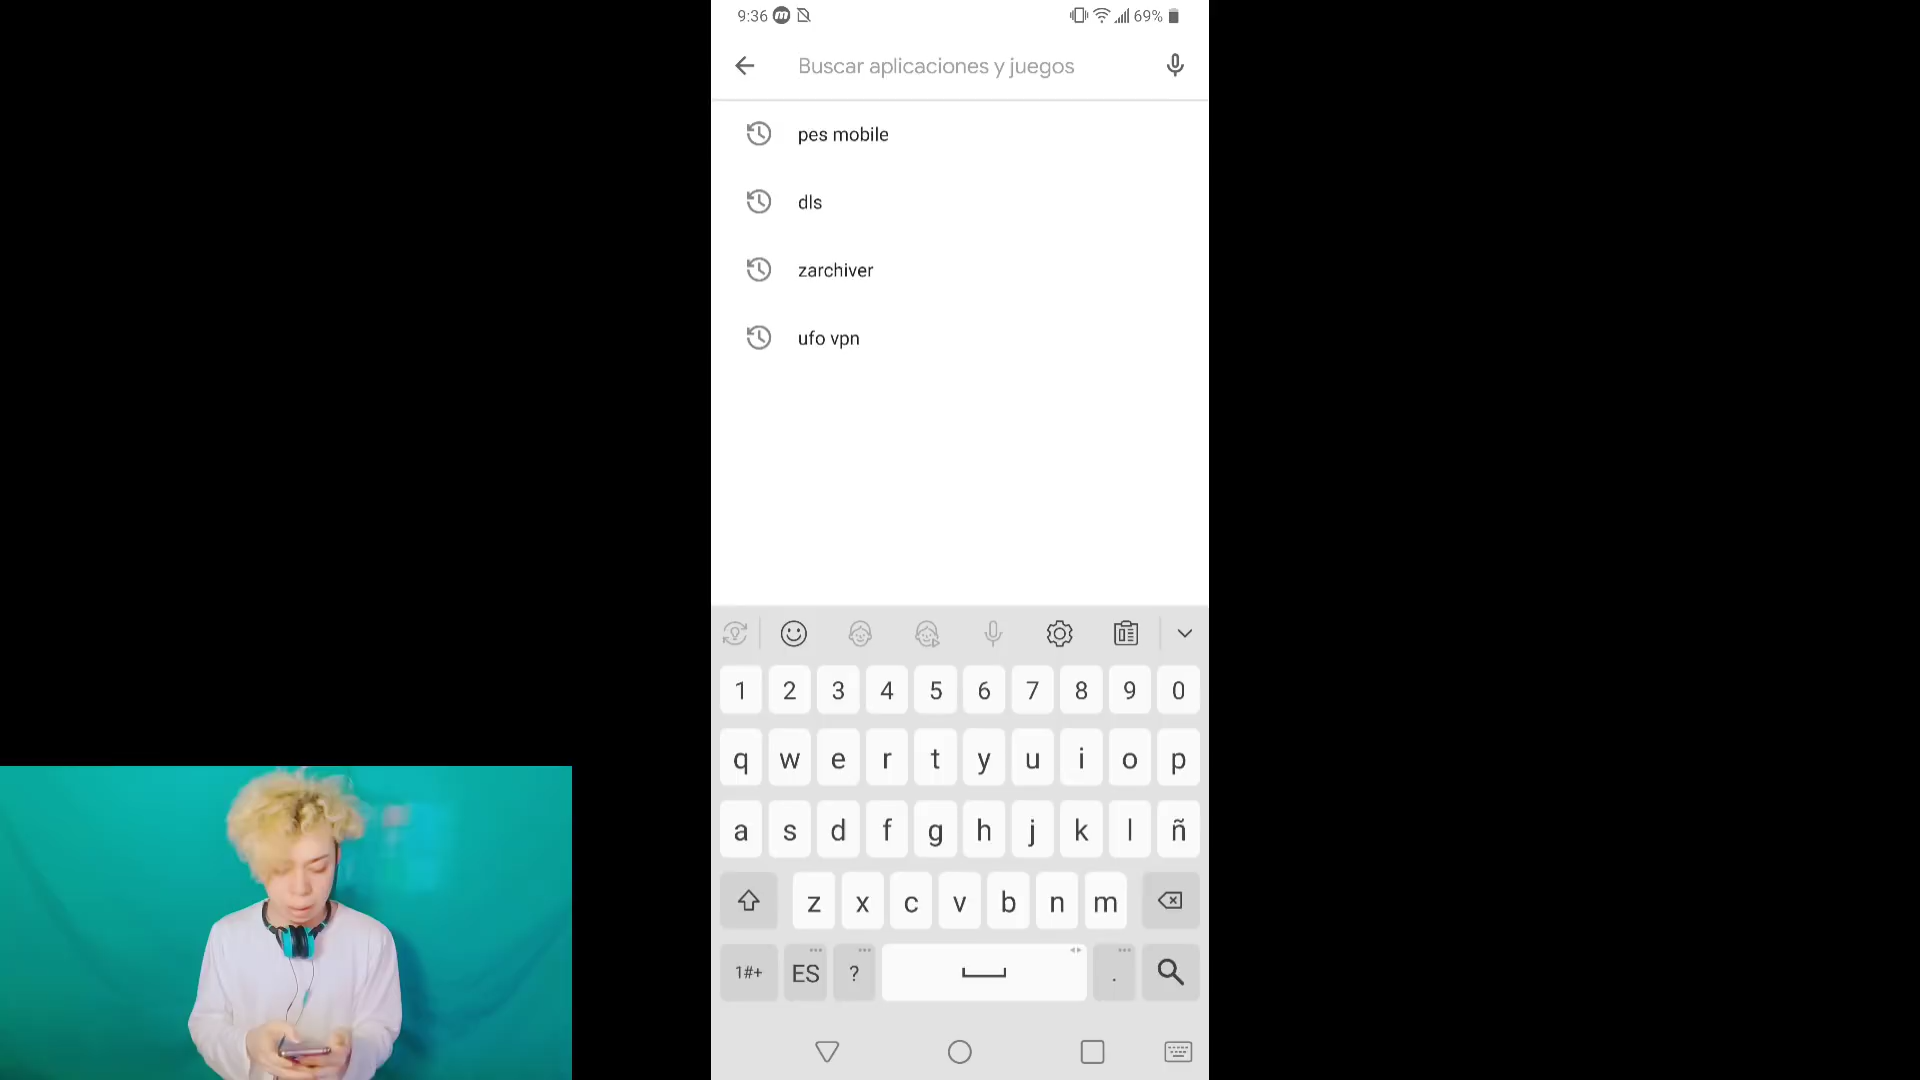 9:36
69%
Buscar aplicaciones y juegos
pes mobile
dls
zarchiver
ufo vpn
1 2 3 4 5 6 7 8 9 0
q w e r t y u i o p
a s d f g h j k l ñ
z x c v b n m
1#+ ES ? .